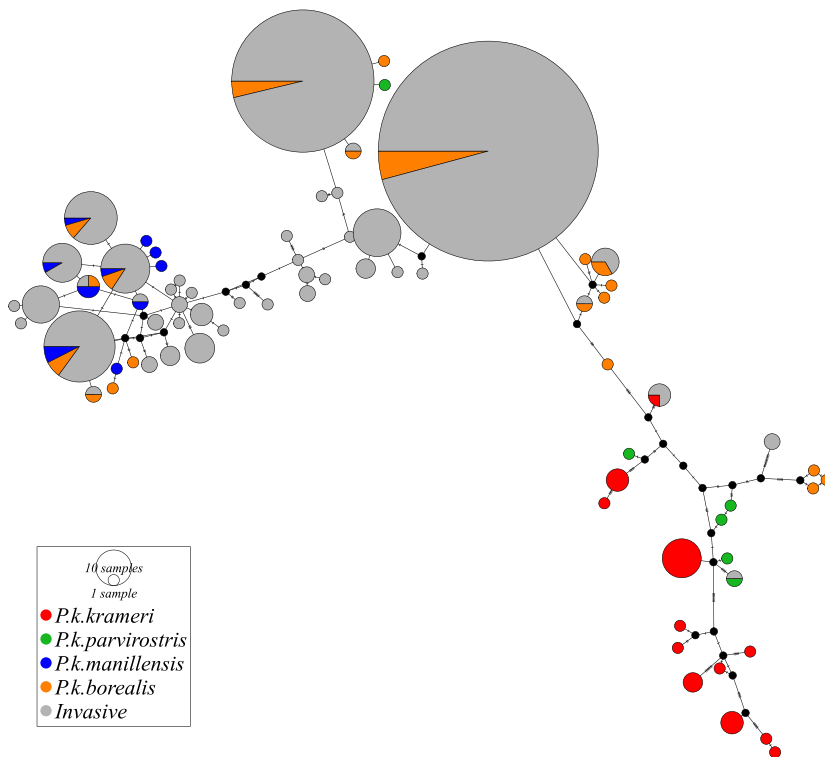 10 samples
1 sample
P.k.krameri
P.k.parvirostris
P.k.manillensis
P.k.borealis
Invasive